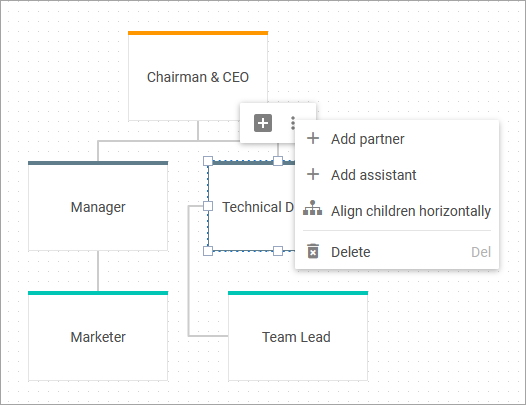 Chairman & CEO
Add partner
Add assistant
Manager
Technical D
Align children horizontally
Delete Del
Marketer
Team Lead